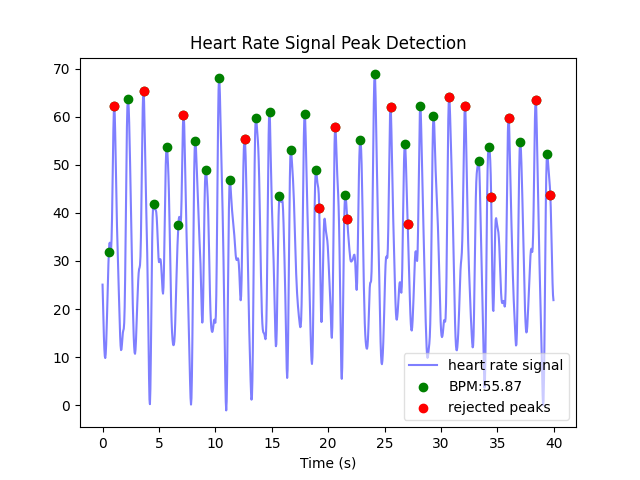 Heart Rate Signal Peak Detection
70
60
50
40
30
20
10
0
0 5 10 15 20 25 30 35 40
Time (s)
heart rate signal
BPM:55.87
rejected peaks